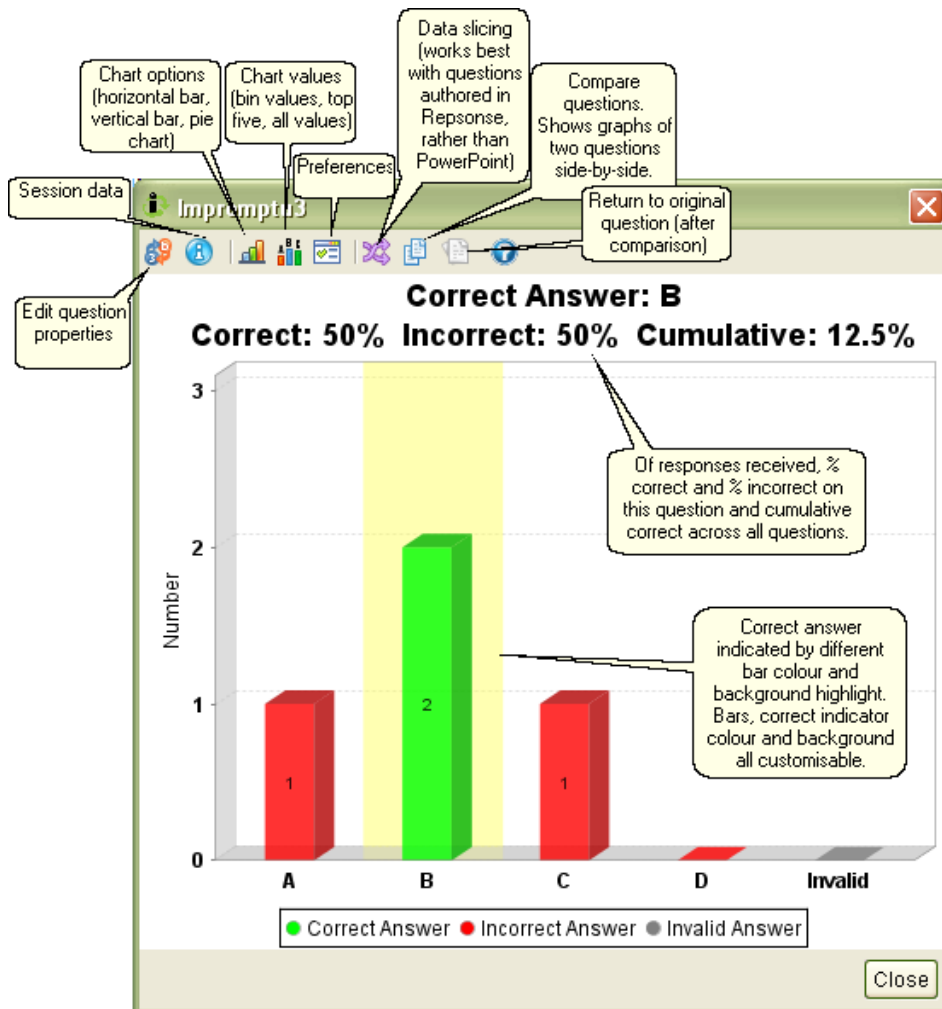 Data slicing
(works best
with questions
authored in
Repsonse,
rather than
PowerPoint)
Chart options
(horizontal bar,
vertical bar, pie
chart)
Chart values
(bin values, top
five, all values)
Compare
questions.
Shows graphs of
two questions
side-by-side.
Preferences
Session data
Return to original
question (after
comparison)
Impromptu3
A B C
Edit question
properties
Correct Answer: B
Correct: 50% Incorrect: 50% Cumulative: 12.5%
Of responses received, %
correct and % incorrect on
this question and cumulative
correct across all questions.
Correct answer
indicated by different
bar colour and
background highlight.
Bars, correct indicator
colour and background
all customisable.
Number
3
2
1
0
1
2
1
A B C D Invalid
Correct Answer Incorrect Answer Invalid Answer
Close